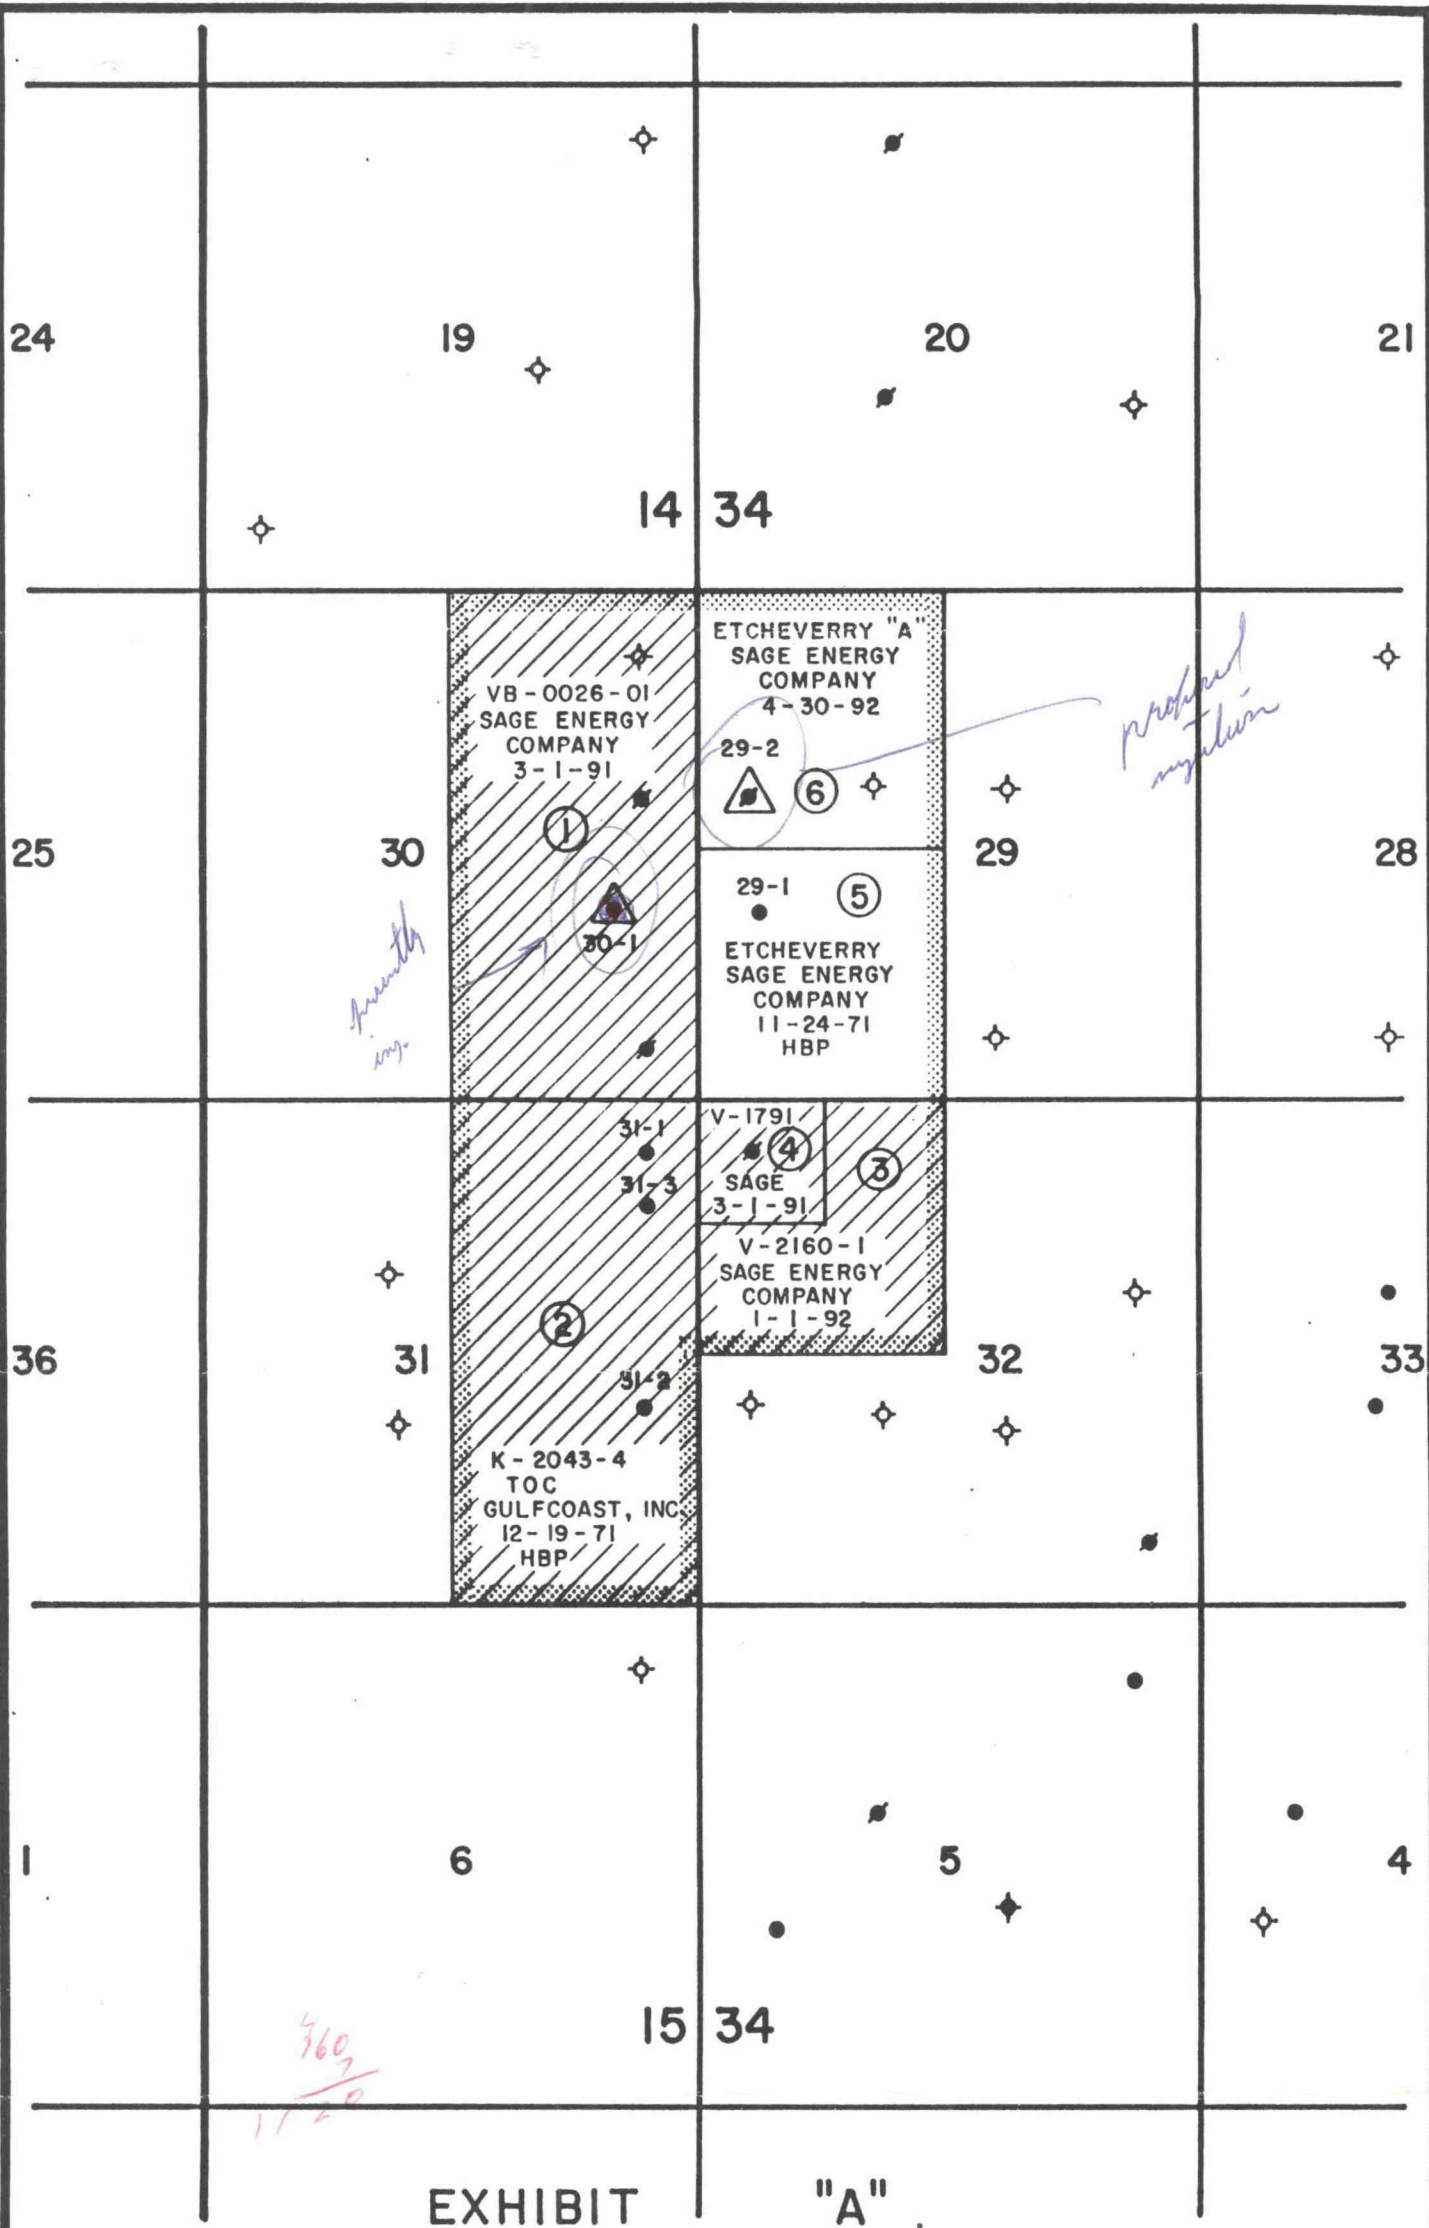 24
19
20
21
14
34
ETCHEVERRY "A"
SAGE ENERGY
COMPANY
4-30-92
VB-0026-01
SAGE ENERGY
COMPANY
3-1-91
proposed
29-2
6
1
25
30
29
28
29-1
5
30-1
ETCHEVERRY
SAGE ENERGY
COMPANY
11-24-71
HBP
presently
inj.
31-1
V-1791
4
3
31-3
SAGE
3-1-91
V-2160-1
SAGE ENERGY
COMPANY
1-1-92
2
36
31
32
33
31-2
K-2043-4
TOC
GULFCOAST, INC
12-19-71
HBP
1
6
5
4
15
34
EXHIBIT "A"